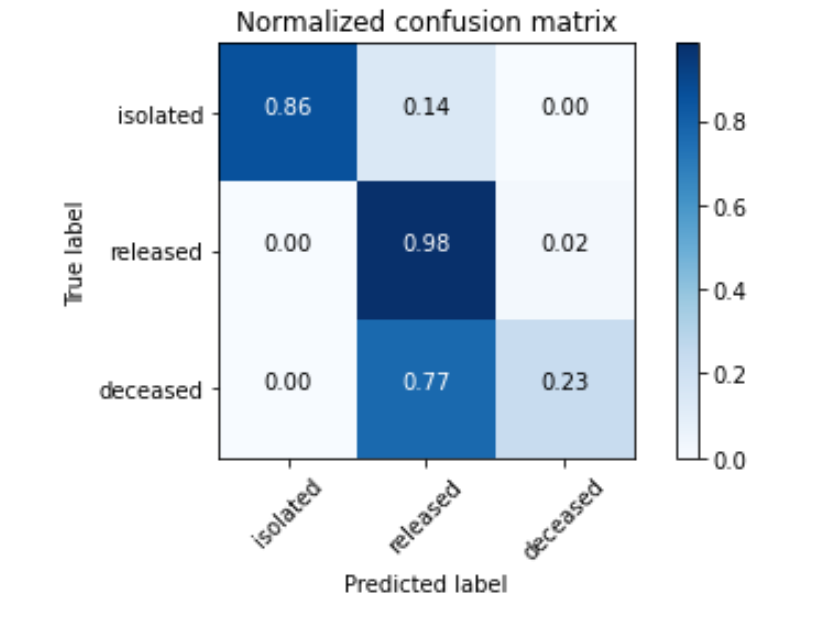 Normalized confusion matrix
True label
isolated 0.86 0.14 0.00
released 0.00 0.98 0.02
deceased 0.00 0.77 0.23
isolated released deceased
Predicted label
0.8
0.6
0.4
0.2
0.0